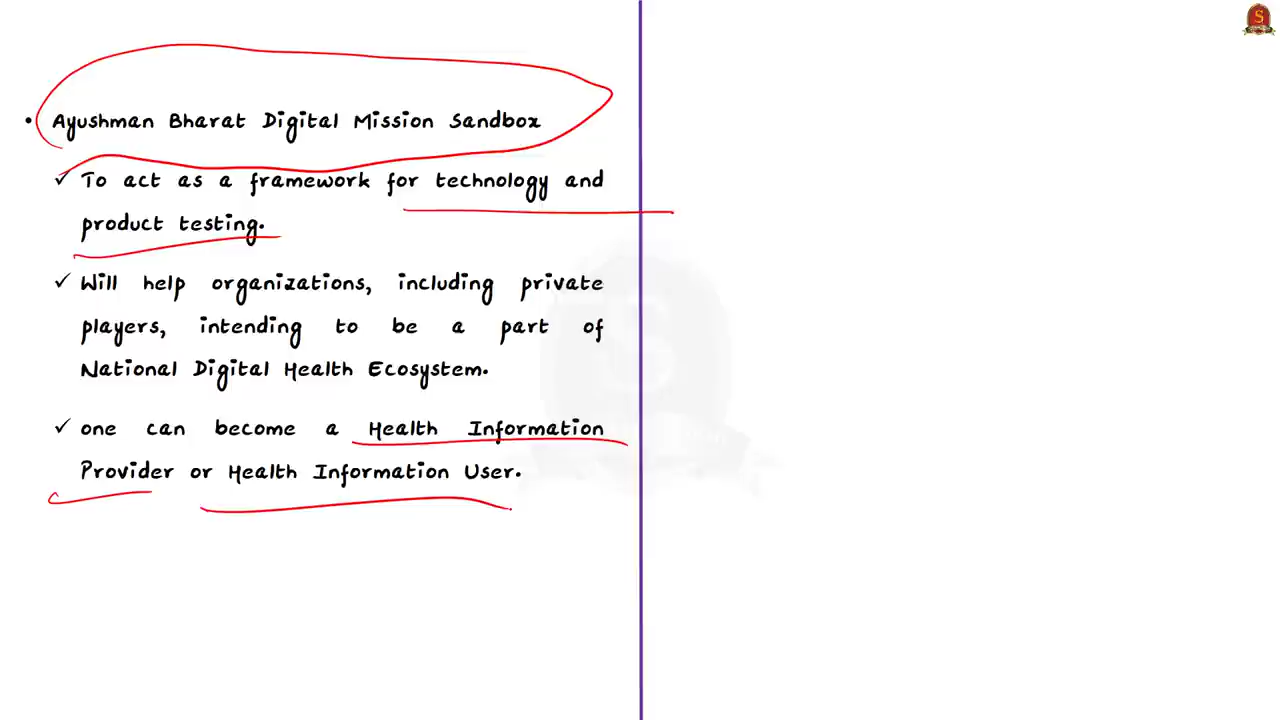 • Ayushman Bharat Digital Mission Sandbox
✓ To act as a framework for technology and
product testing.
✓ Will help organizations, including private
players, intending to be a part of
National Digital Health Ecosystem.
✓ one can become a Health Information
Provider or Health Information User.